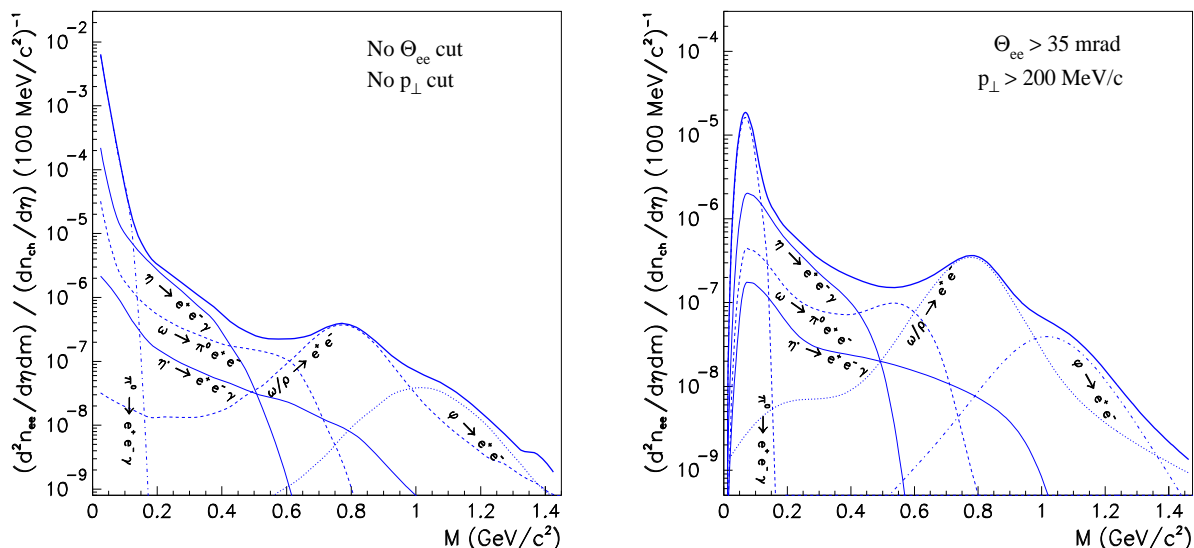 (d²nₑₑ/dηdm) / (dn_ch/dη) (100 MeV/c²)⁻¹
10⁻²
10⁻³
10⁻⁴
10⁻⁵
10⁻⁶
10⁻⁷
10⁻⁸
10⁻⁹
No Θₑₑ cut
No p⊥ cut
η → e⁺e⁻γ
ω → π⁰e⁺e⁻
η' → e⁺e⁻γ
ω/ρ → e⁺e⁻
φ → e⁺e⁻
π⁰ → e⁺e⁻γ
0 0.2 0.4 0.6 0.8 1 1.2 1.4
M (GeV/c²)
(d²nₑₑ/dηdm) / (dn_ch/dη) (100 MeV/c²)⁻¹
10⁻⁴
10⁻⁵
10⁻⁶
10⁻⁷
10⁻⁸
10⁻⁹
Θₑₑ > 35 mrad
p⊥ > 200 MeV/c
η → e⁺e⁻γ
ω → π⁰e⁺e⁻
η' → e⁺e⁻γ
ω/ρ → e⁺e⁻
φ → e⁺e⁻
π⁰ → e⁺e⁻γ
0 0.2 0.4 0.6 0.8 1 1.2 1.4
M (GeV/c²)